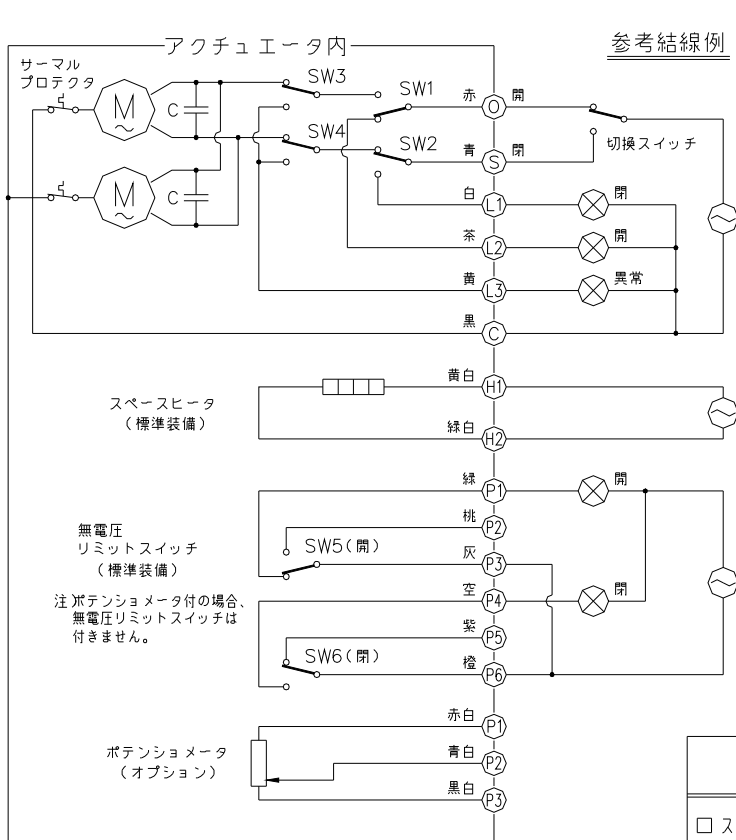 アクチュエータ内
参考結線例
サーマル
プロテクタ
SW3
SW1
赤
O
開
M
C
SW4
SW2
青
S
閉
切換スイッチ
M
C
白
L1
閉
茶
L2
開
黄
L3
異常
黒
C
黄白
H1
スペースヒータ
(標準装備)
緑白
H2
緑
P1
開
無電圧
リミットスイッチ
(標準装備)
桃
P2
SW5(開)
灰
P3
注)ポテンショメータ付の場合、
無電圧リミットスイッチは
付きません。
空
P4
閉
紫
P5
SW6(閉)
橙
P6
赤白
P1
ポテンショメータ
(オプション)
青白
P2
黒白
P3
□ス